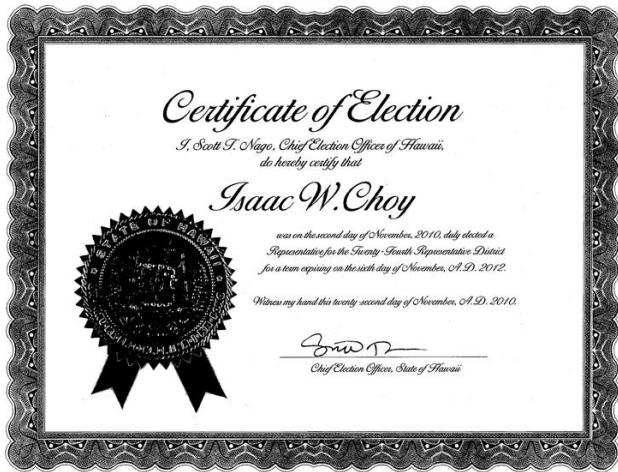 Certificate of Election
I, Scott T. Nago, Chief Election Officer of Hawaii,
do hereby certify that
Isaac W. Choy
was on the second day of November, 2010, duly elected a
Representative for the Twenty-Fourth Representative District
for a term expiring on the sixth day of November, A.D. 2012.
Witness my hand this twenty-second day of November, A.D. 2010.
Chief Election Officer, State of Hawaii
STATE OF HAWAII